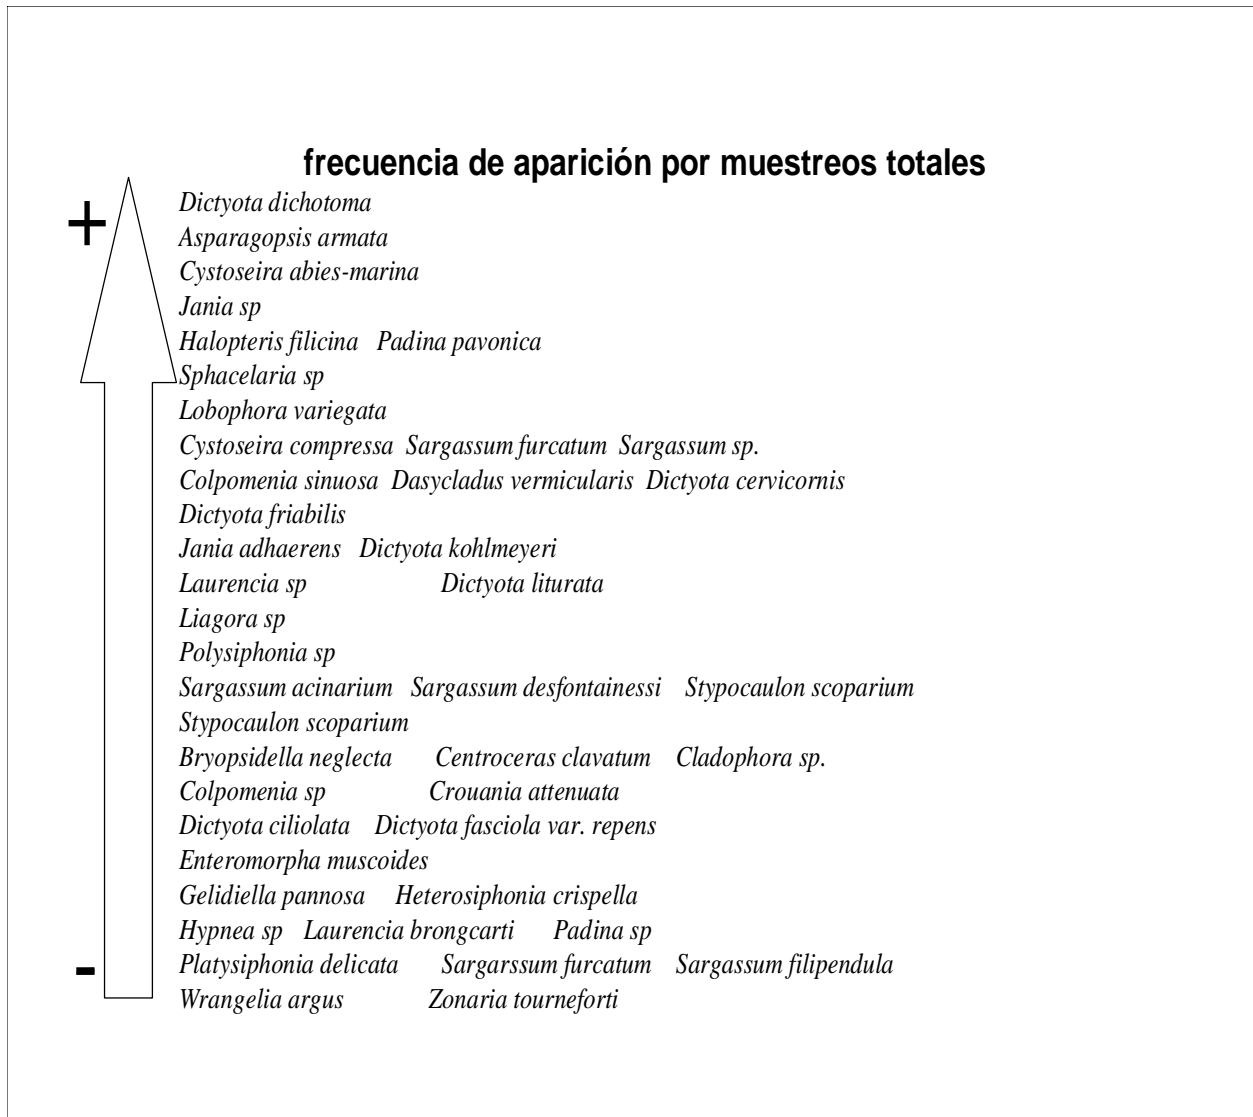 frecuencia de aparición por muestreos totales
+
Dictyota dichotoma
Asparagopsis armata
Cystoseira abies-marina
Jania sp
Halopteris filicina Padina pavonica
Sphacelaria sp
Lobophora variegata
Cystoseira compressa Sargassum furcatum Sargassum sp.
Colpomenia sinuosa Dasycladus vermicularis Dictyota cervicornis
Dictyota friabilis
Jania adhaerens Dictyota kohlmeyeri
Laurencia sp Dictyota liturata
Liagora sp
Polysiphonia sp
Sargassum acinarium Sargassum desfontainessi Stypocaulon scoparium
Stypocaulon scoparium
Bryopsidella neglecta Centroceras clavatum Cladophora sp.
Colpomenia sp Crouania attenuata
Dictyota ciliolata Dictyota fasciola var. repens
Enteromorpha muscoides
Gelidiella pannosa Heterosiphonia crispella
Hypnea sp Laurencia brongcarti Padina sp
- Platysiphonia delicata Sargarssum furcatum Sargassum filipendula
Wrangelia argus Zonaria tourneforti